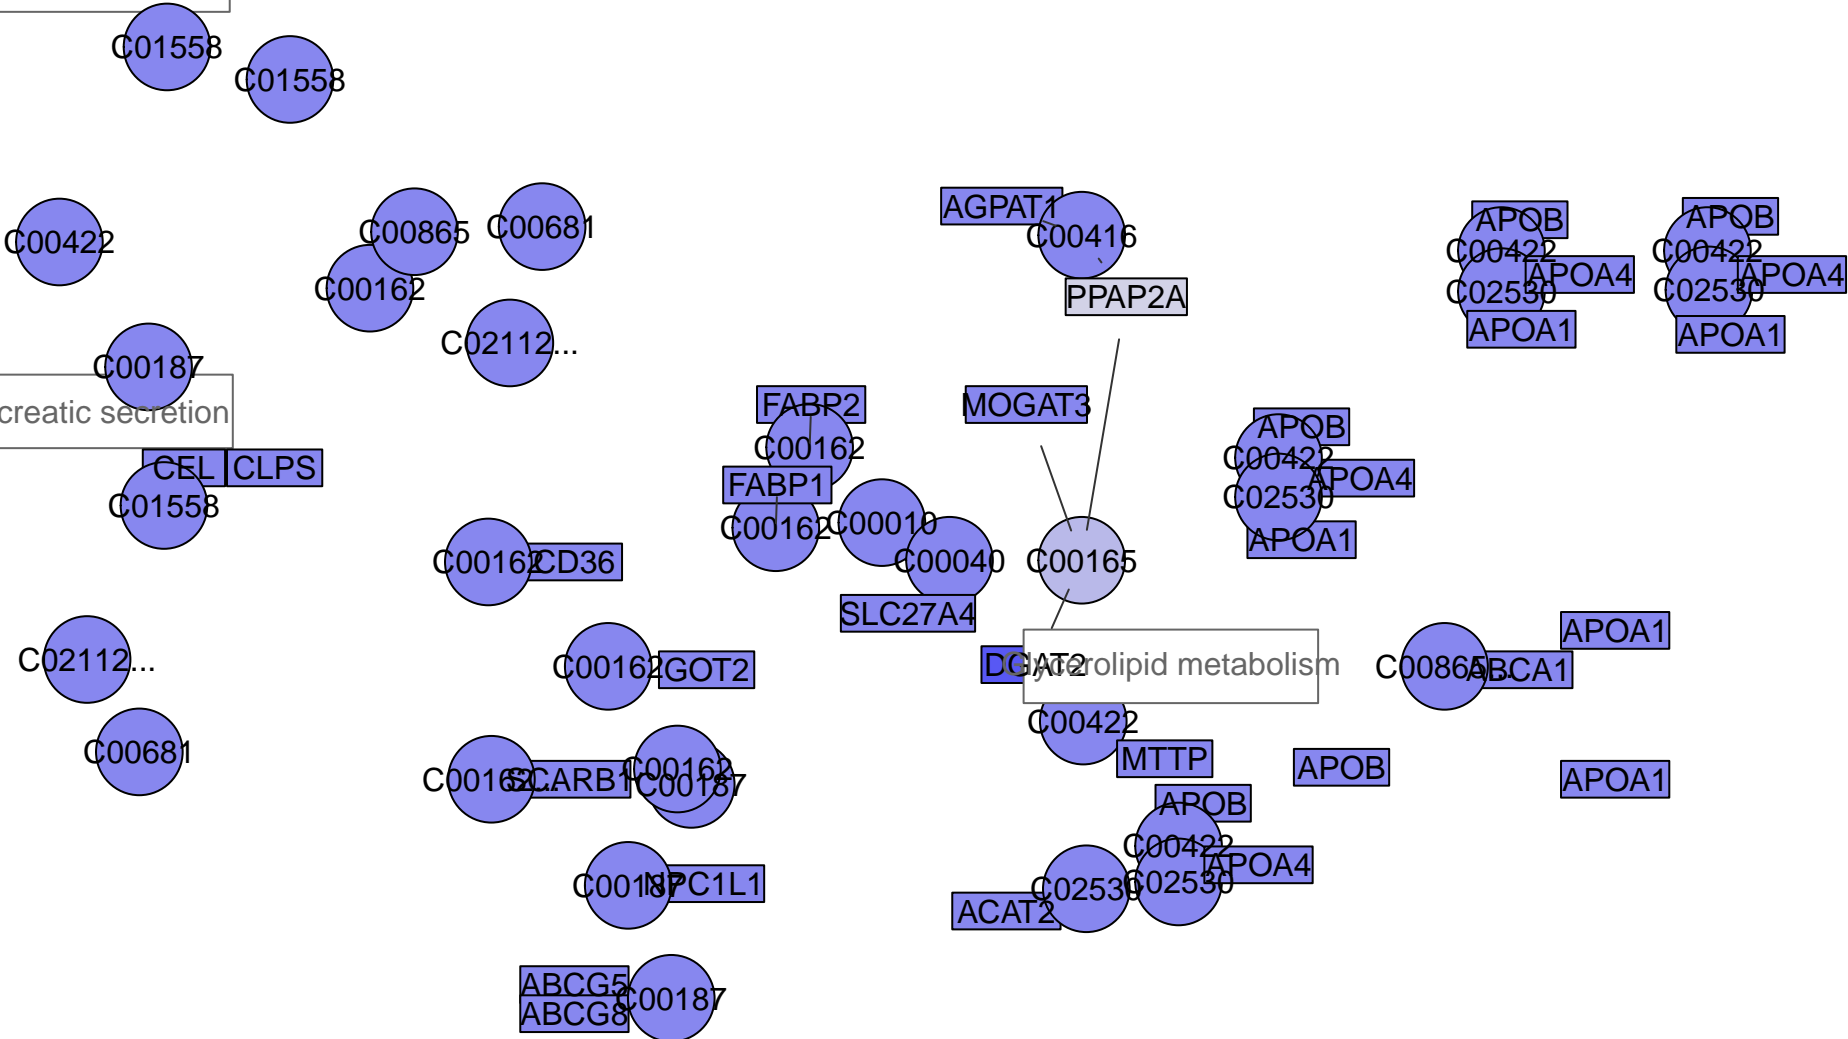 C01558
C01558
C00422
C00865
C00681
C00162
C02112...
C00187
creatic secretion
CEL
CLPS
C01558
C02112...
C00681
AGPAT1
C00416
PPAP2A
APOB
C00422
APOA4
C02530
APOA1
APOB
C00422
APOA4
C02530
APOA1
FABP2
C00162
FABP1
C00162
C00010
C00040
SLC27A4
MOGAT3
C00165
APOB
C00422
APOA4
C02530
APOA1
C00162
CD36
C00162
GOT2
DGAT2
Glycerolipid metabolism
C00422
MTTP
C00865...
ABCA1
APOA1
APOB
APOA1
C00162...
SCARB1
C00162
C00187
APOB
C00422
APOA4
C02530
C02530
ACAT2
C00187
NPC1L1
ABCG5
ABCG8
C00187